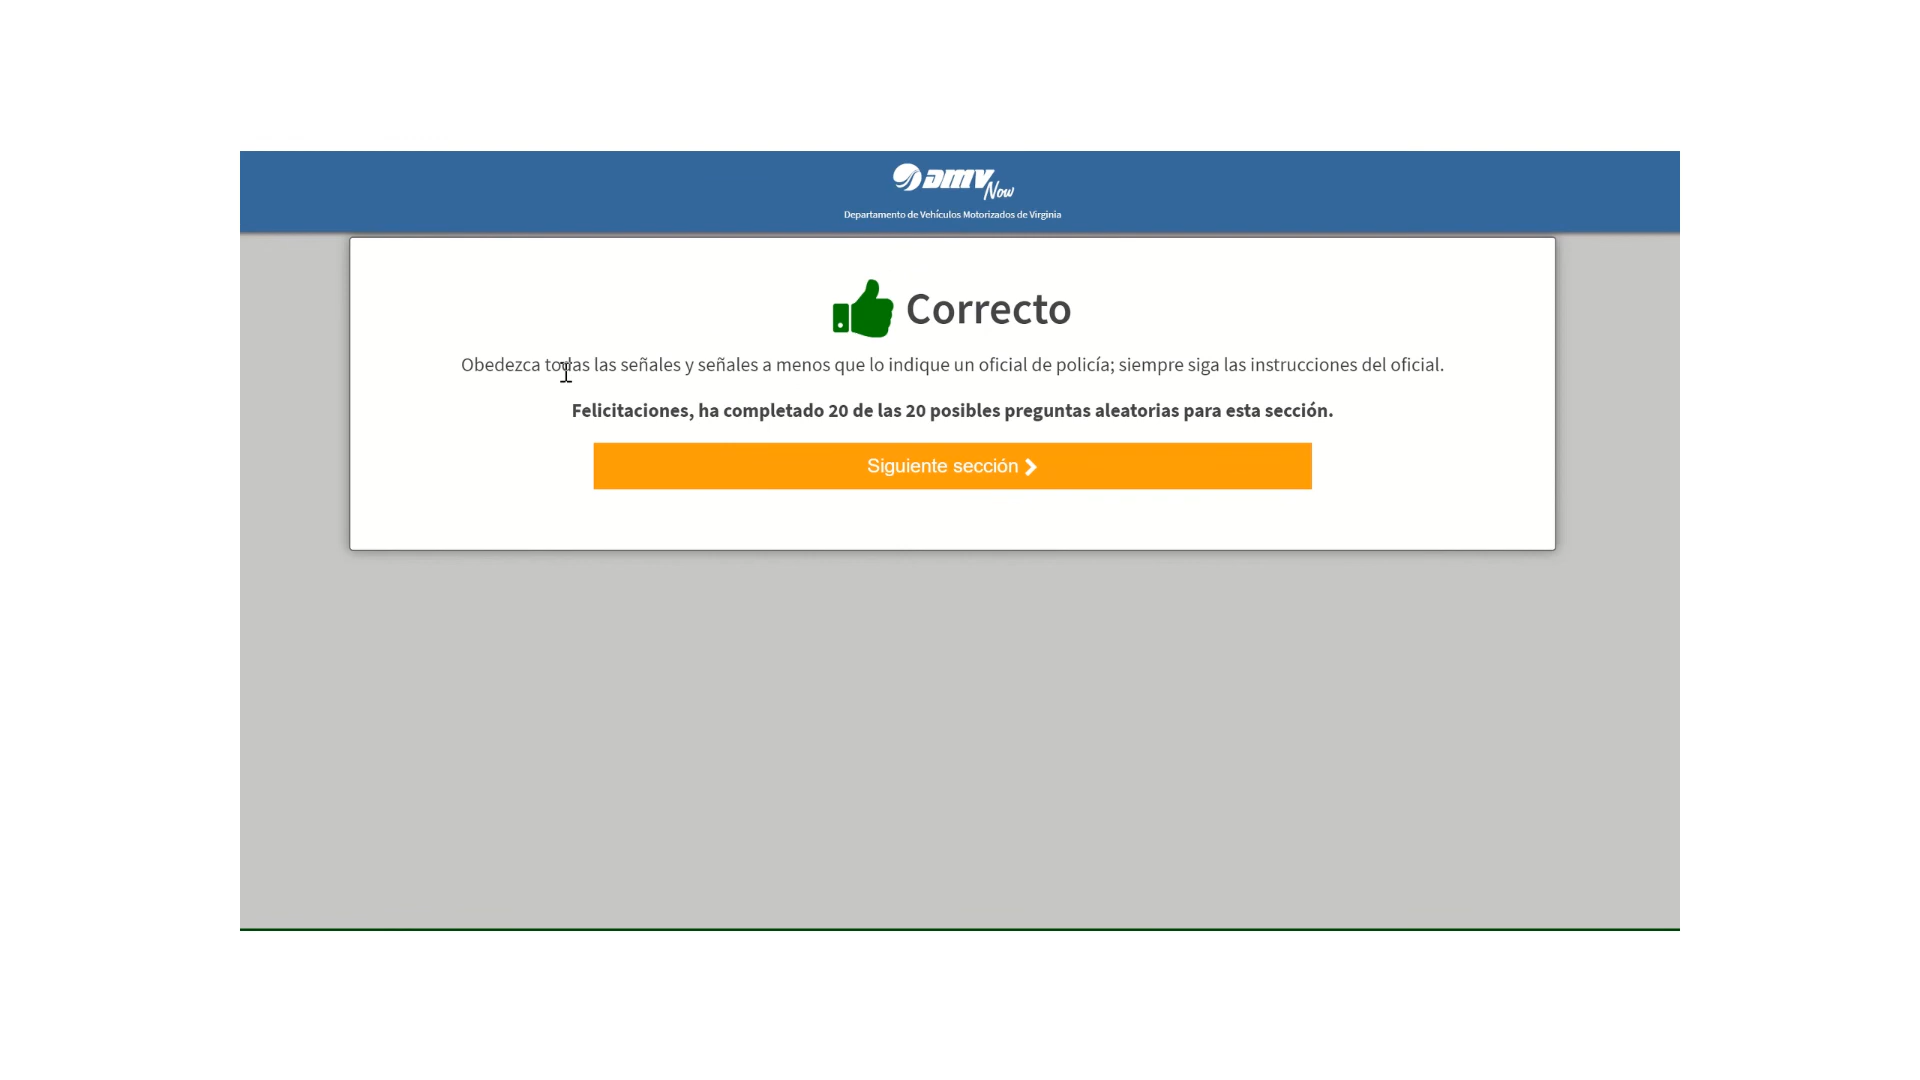 DMV Now
Departamento de Vehículos Motorizados de Virginia
Correcto
Obedezca todas las señales y señales a menos que lo indique un oficial de policía; siempre siga las instrucciones del oficial.
Felicitaciones, ha completado 20 de las 20 posibles preguntas aleatorias para esta sección.
Siguiente sección